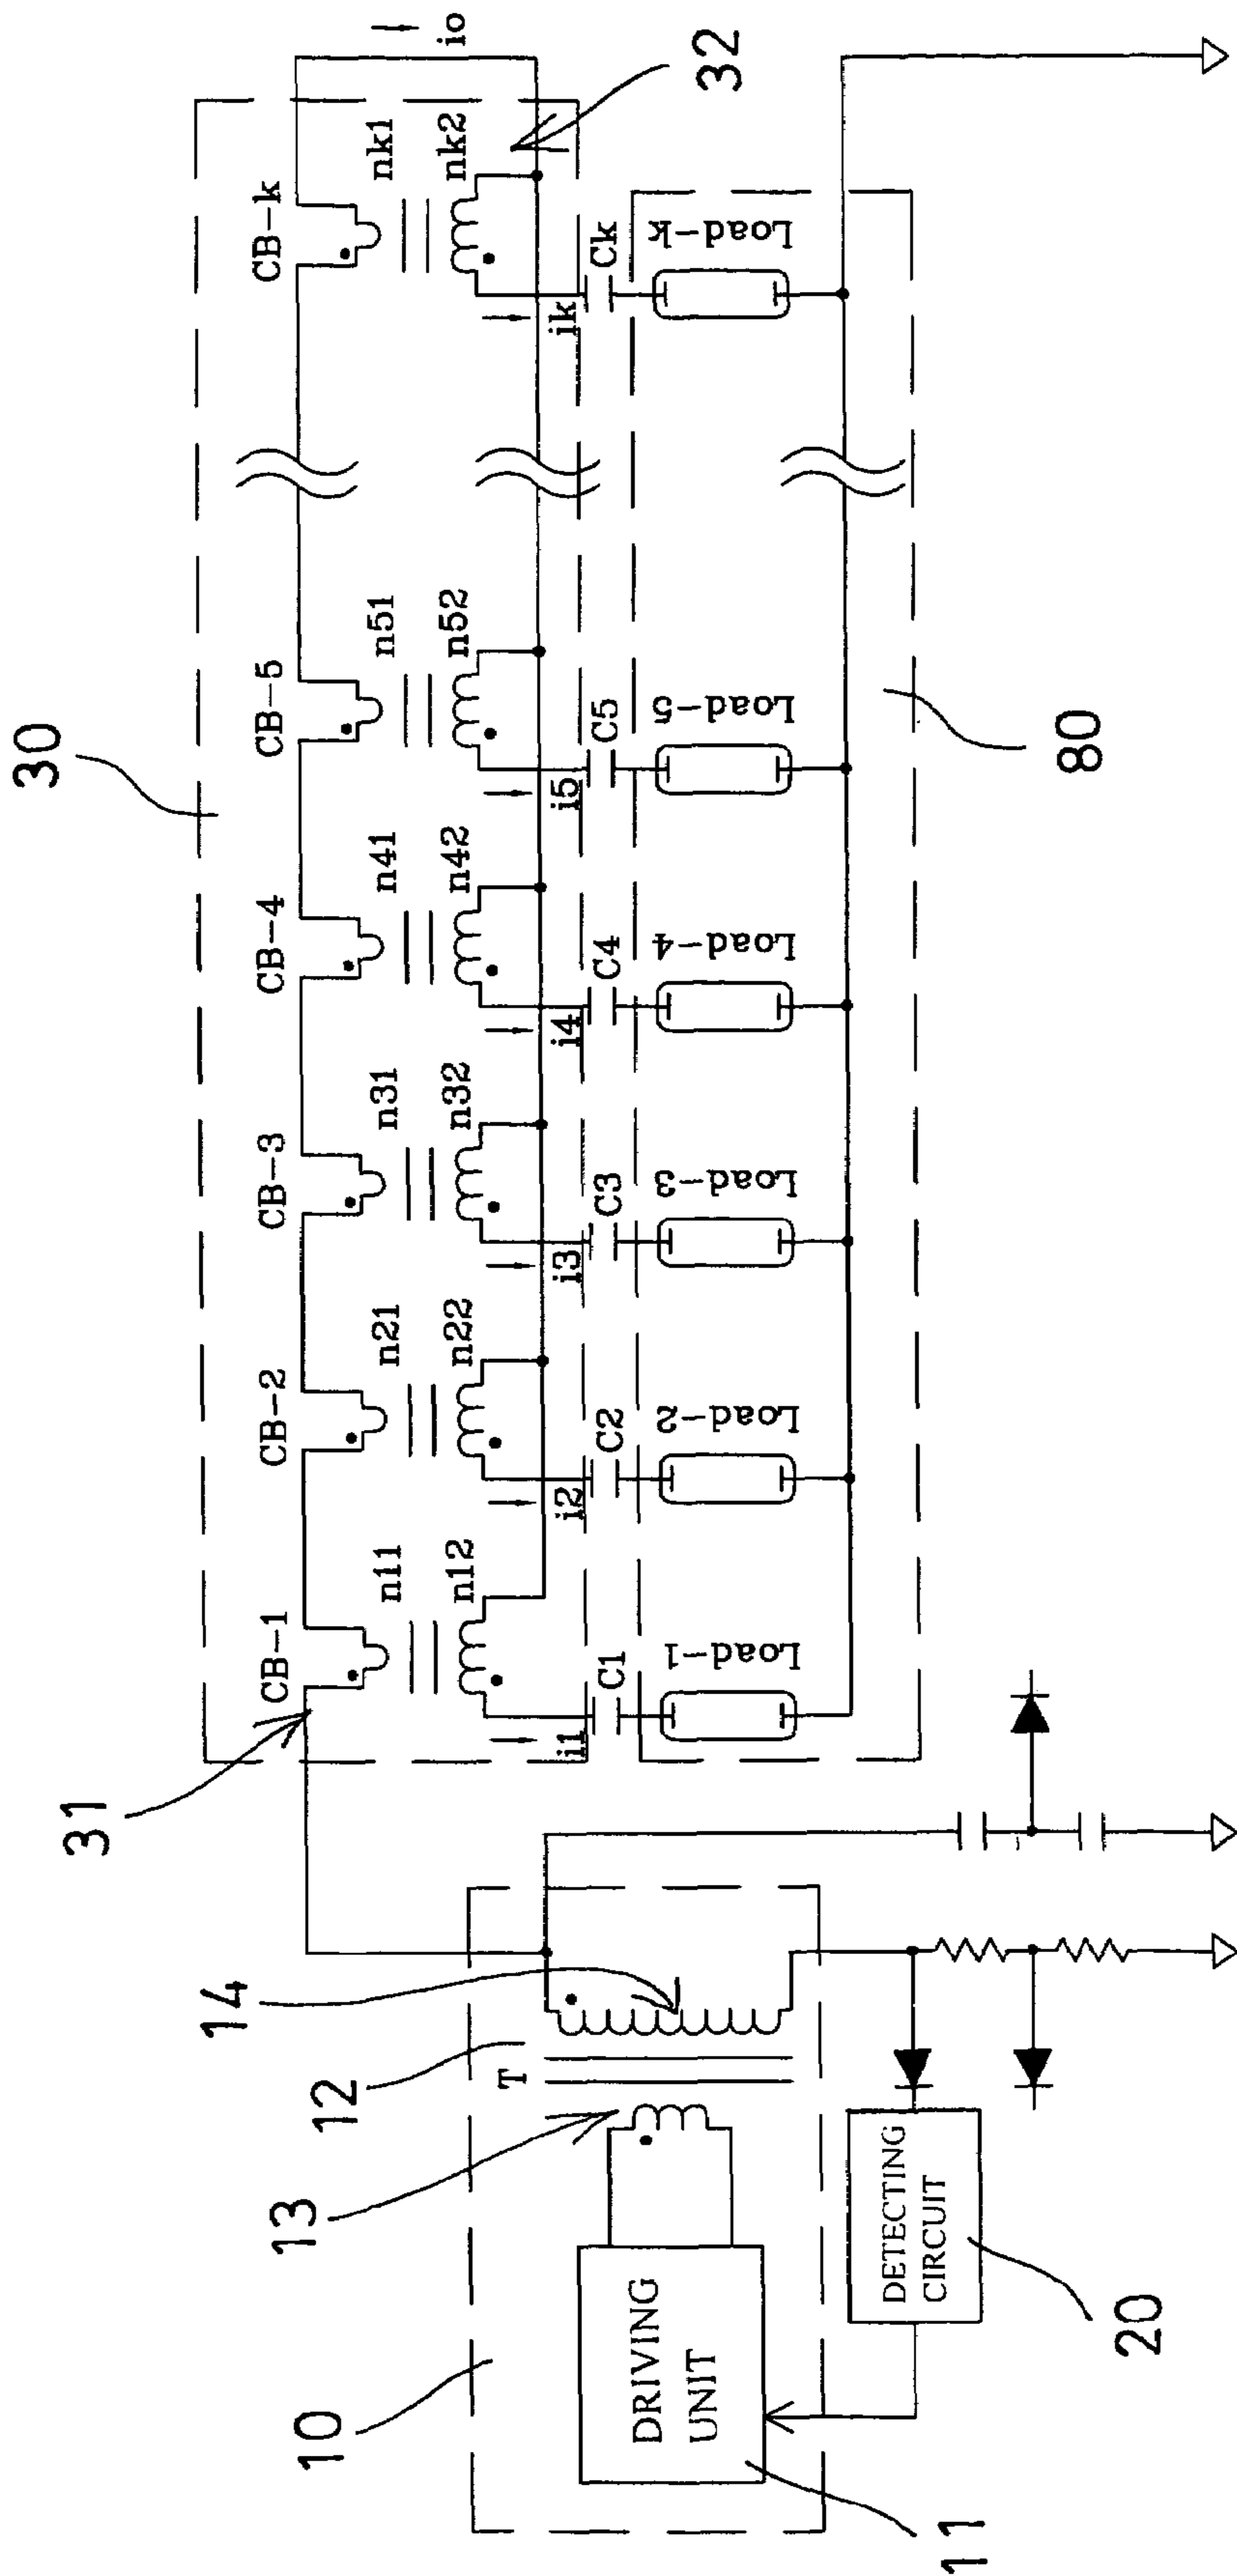 30
31
32
io
CB-1
CB-2
CB-3
CB-4
CB-5
CB-k
n11
n21
n31
n41
n51
nk1
n12
n22
n32
n42
n52
nk2
i1
i2
i3
i4
i5
ik
C1
C2
C3
C4
C5
Ck
Load-1
Load-2
Load-3
Load-4
Load-5
Load-k
80
10
13
12
14
T
DRIVING
UNIT
11
DETECTING
CIRCUIT
20